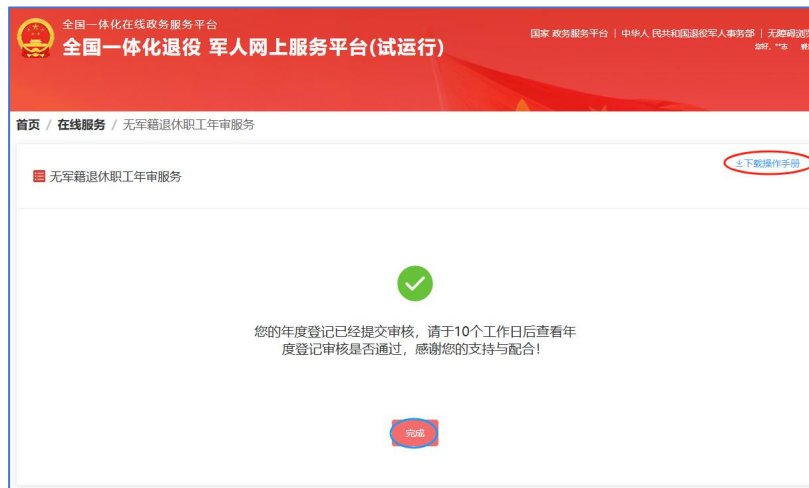 全国一体化在线政务服务平台
全国一体化退役 军人网上服务平台(试运行)
国家 政务服务平台 | 中华人 民共和国退役军人事务部 | 无障碍浏览
您好，**志
首页 / 在线服务 / 无军籍退休职工年审服务
下载操作手册
无军籍退休职工年审服务
您的年度登记已经提交审核，请于10个工作日后查看年
度登记审核是否通过，感谢您的支持与配合！
完成